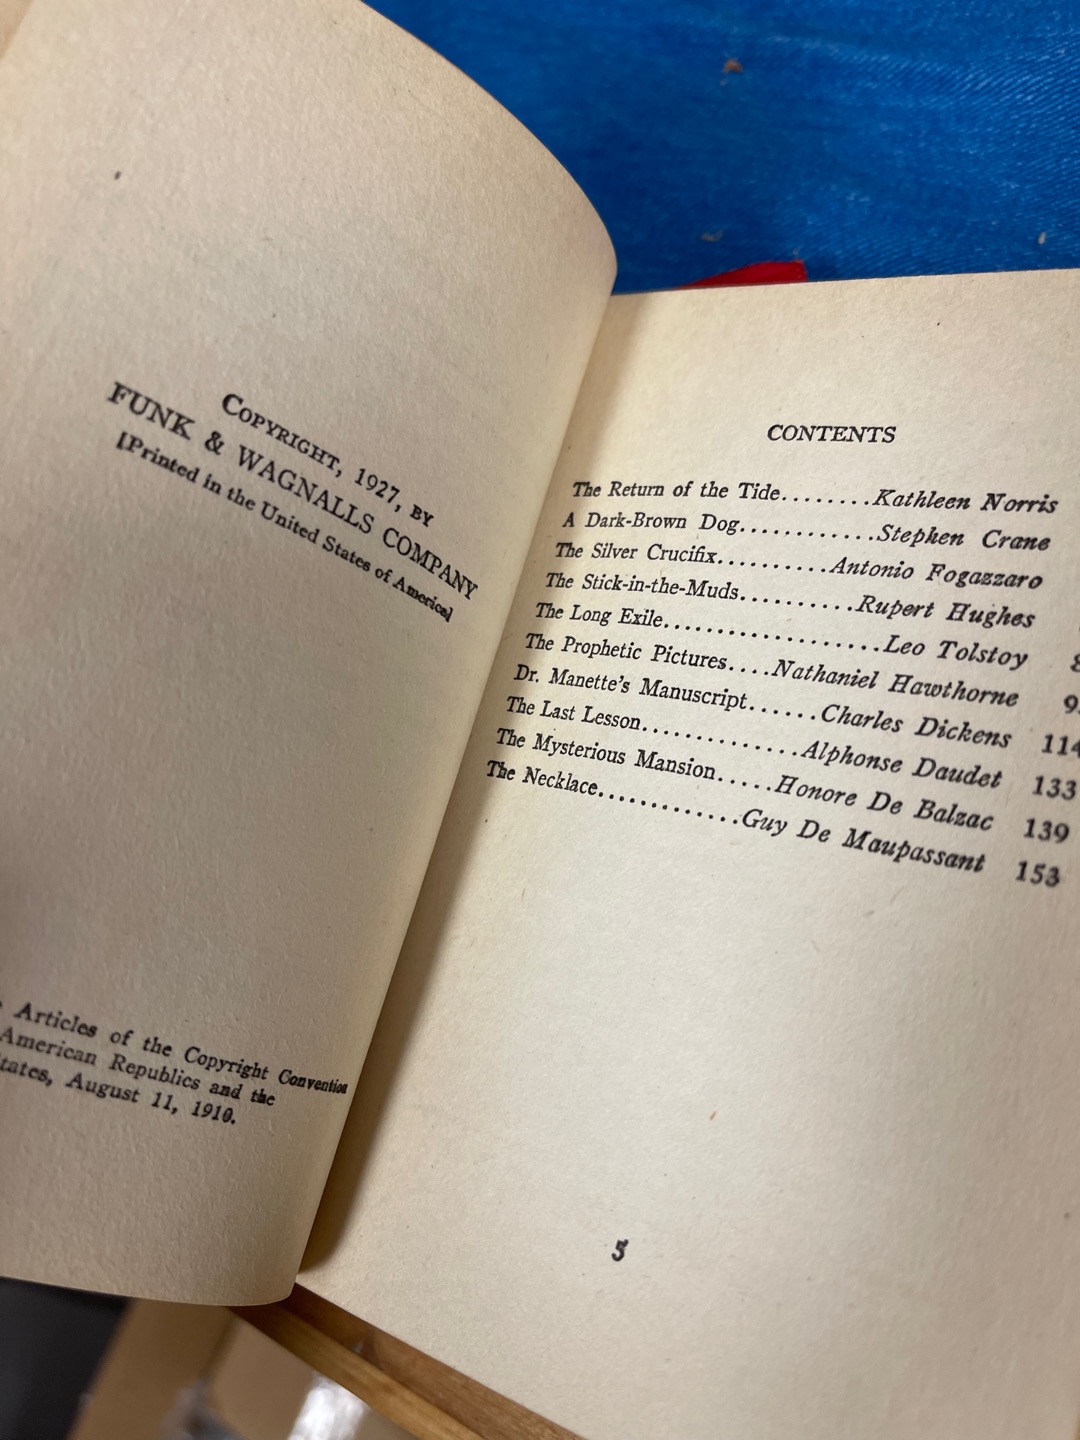 COPYRIGHT, 1927, BY
FUNK & WAGNALLS COMPANY
[Printed in the United States of America]
Articles of the Copyright Convention
American Republics and the
August 11, 1910.
CONTENTS
The Return of the Tide........Kathleen Norris
A Dark-Brown Dog............Stephen Crane
The Silver Crucifix..........Antonio Fogazzaro
The Stick-in-the-Muds..........Rupert Hughes
The Long Exile...................Leo Tolstoy
The Prophetic Pictures....Nathaniel Hawthorne
Dr. Manette's Manuscript......Charles Dickens 114
The Last Lesson.............Alphonse Daudet 133
The Mysterious Mansion.....Honore De Balzac 139
The Necklace.............Guy De Maupassant 153
5